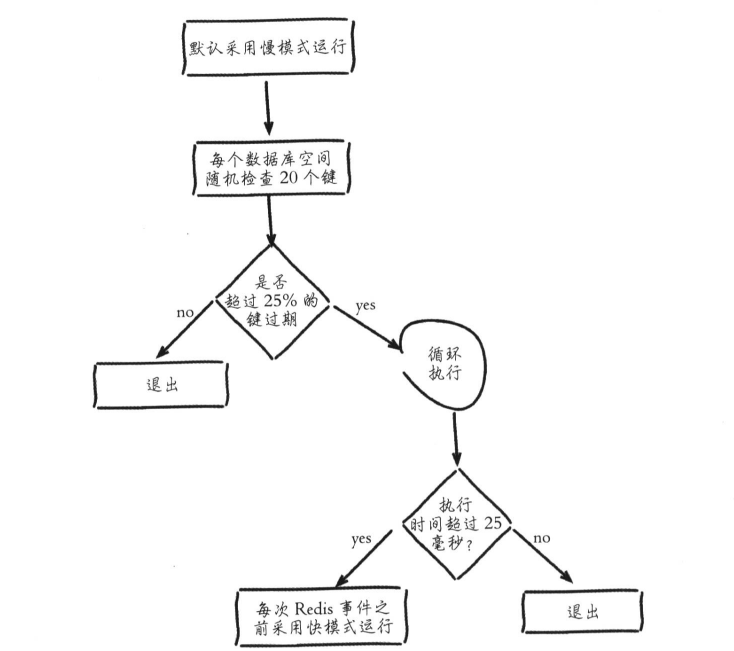 默认采用慢模式运行
每个数据库空间
随机检查 20 个键
是否
超过 25% 的
键过期
no
yes
循环
执行
退出
执行
时间超过 25
毫秒?
yes
no
每次 Redis 事件之
前采用快模式运行
退出